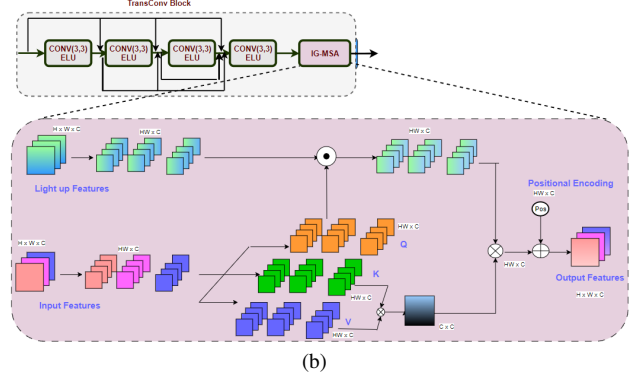 TransConv Block
CONV(3,3)
ELU
CONV(3,3)
ELU
CONV(3,3)
ELU
CONV(3,3)
ELU
IG-MSA
H x W x C
HW x C
HW x C
Light up Features
Positional Encoding
HW x C
Pos
H x W x C
HW x C
HW x C
Q
K
HW x C
HW x C
Input Features
V
HW x C
C x C
HW x C
Output Features
H x W x C
(b)